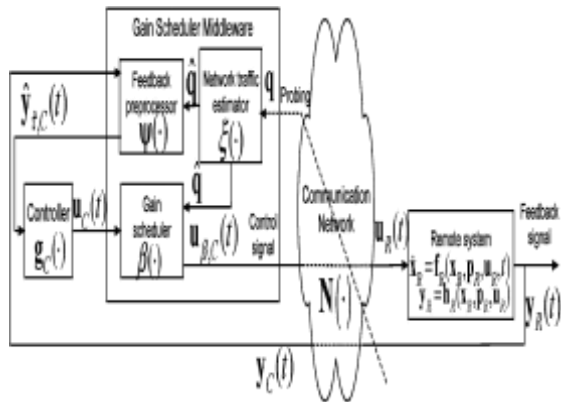 Gain Scheduler Middleware
Feedback
preprocessor
ψ(·)
q̂
Network traffic
estimator
ξ(·)
q
Probing
ŷ_{τ,C}(t)
Controller
g_C(·)
u_C(t)
Gain
scheduler
β(·)
q̂
u_{β,C}(t)
Control
signal
Communication
Network
N(·)
u_R(t)
Remote system
ẋ_R = f_R(x_R, p_R, u_R, t)
y_R = h_R(x_R, p_R, u_R)
Feedback
signal
y_R(t)
y_C(t)